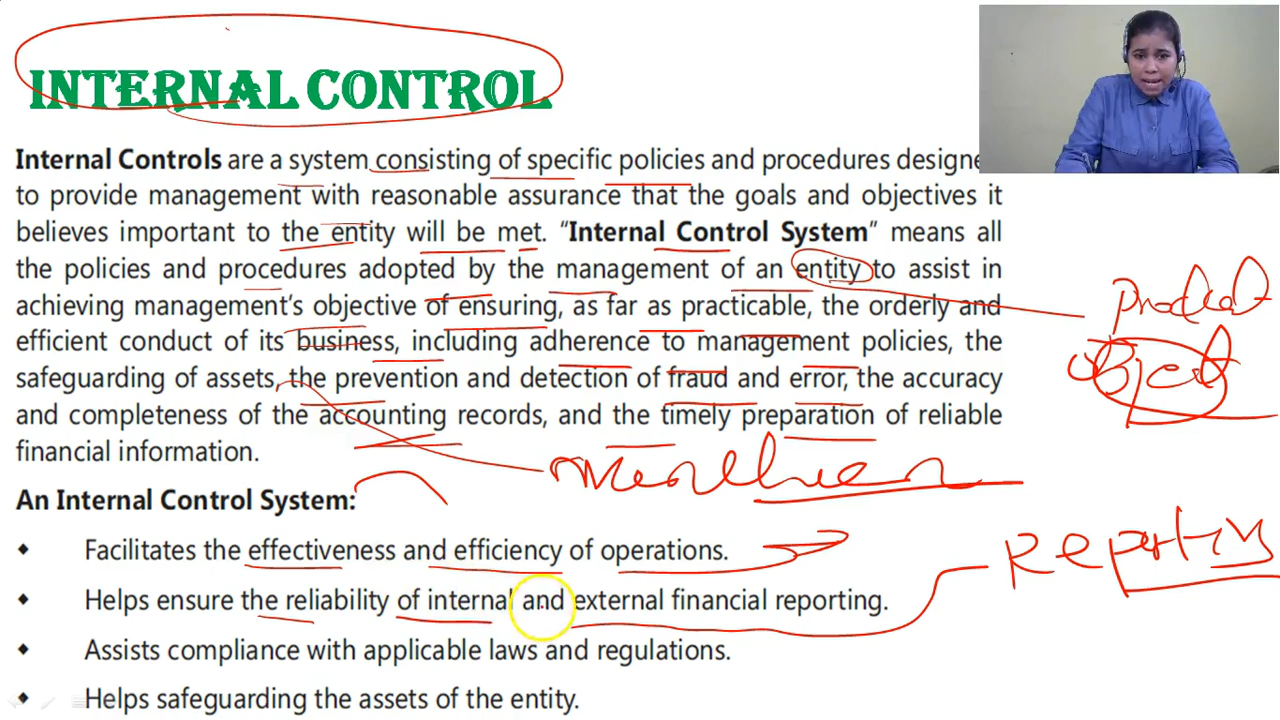 INTERNAL CONTROL
Internal Controls are a system consisting of specific policies and procedures designe
to provide management with reasonable assurance that the goals and objectives it
believes important to the entity will be met. “Internal Control System” means all
the policies and procedures adopted by the management of an entity to assist in
achieving management’s objective of ensuring, as far as practicable, the orderly and
efficient conduct of its business, including adherence to management policies, the
safeguarding of assets, the prevention and detection of fraud and error, the accuracy
and completeness of the accounting records, and the timely preparation of reliable
financial information.
An Internal Control System:
Facilitates the effectiveness and efficiency of operations.
Helps ensure the reliability of internal and external financial reporting.
Assists compliance with applicable laws and regulations.
Helps safeguarding the assets of the entity.
Product
Object